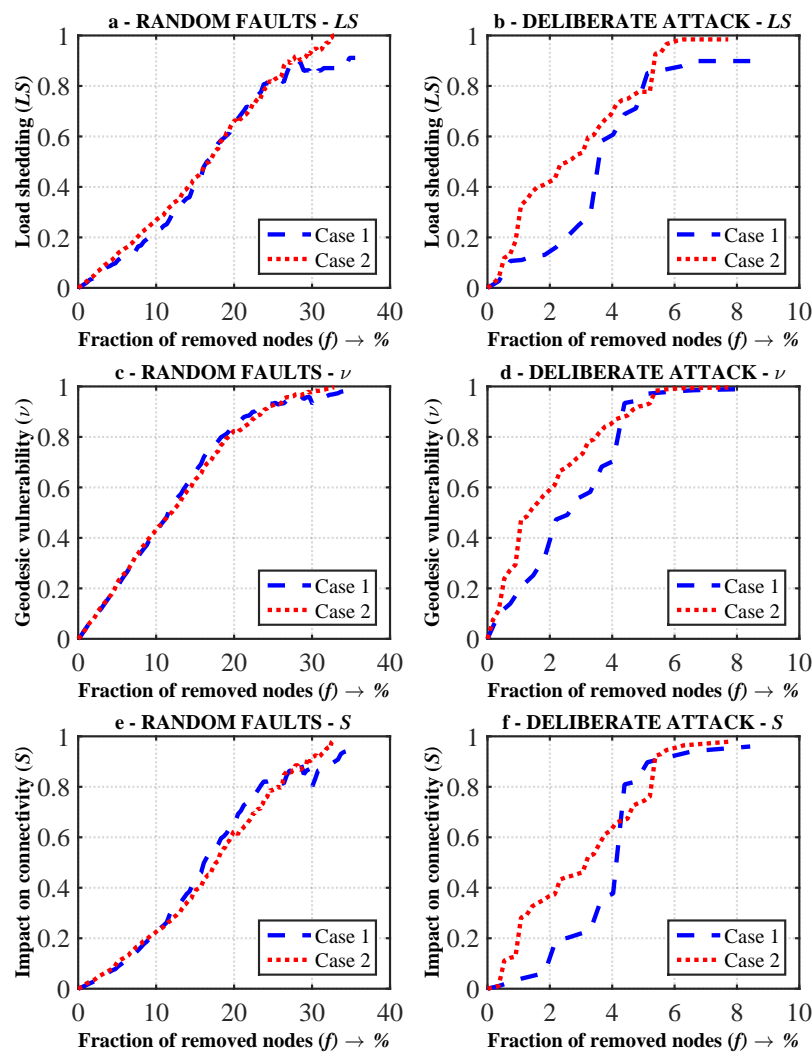 a - RANDOM FAULTS - LS
Load shedding (LS)
1
0.8
0.6
0.4
0.2
0
0 10 20 30 40
Case 1
Case 2
Fraction of removed nodes (f) → %
b - DELIBERATE ATTACK - LS
Load shedding (LS)
1
0.8
0.6
0.4
0.2
0
0 2 4 6 8 10
Case 1
Case 2
Fraction of removed nodes (f) → %
c - RANDOM FAULTS - ν
Geodesic vulnerability (ν)
1
0.8
0.6
0.4
0.2
0
0 10 20 30 40
Case 1
Case 2
Fraction of removed nodes (f) → %
d - DELIBERATE ATTACK - ν
Geodesic vulnerability (ν)
1
0.8
0.6
0.4
0.2
0
0 2 4 6 8 10
Case 1
Case 2
Fraction of removed nodes (f) → %
e - RANDOM FAULTS - S
Impact on connectivity (S)
1
0.8
0.6
0.4
0.2
0
0 10 20 30 40
Case 1
Case 2
Fraction of removed nodes (f) → %
f - DELIBERATE ATTACK - S
Impact on connectivity (S)
1
0.8
0.6
0.4
0.2
0
0 2 4 6 8 10
Case 1
Case 2
Fraction of removed nodes (f) → %